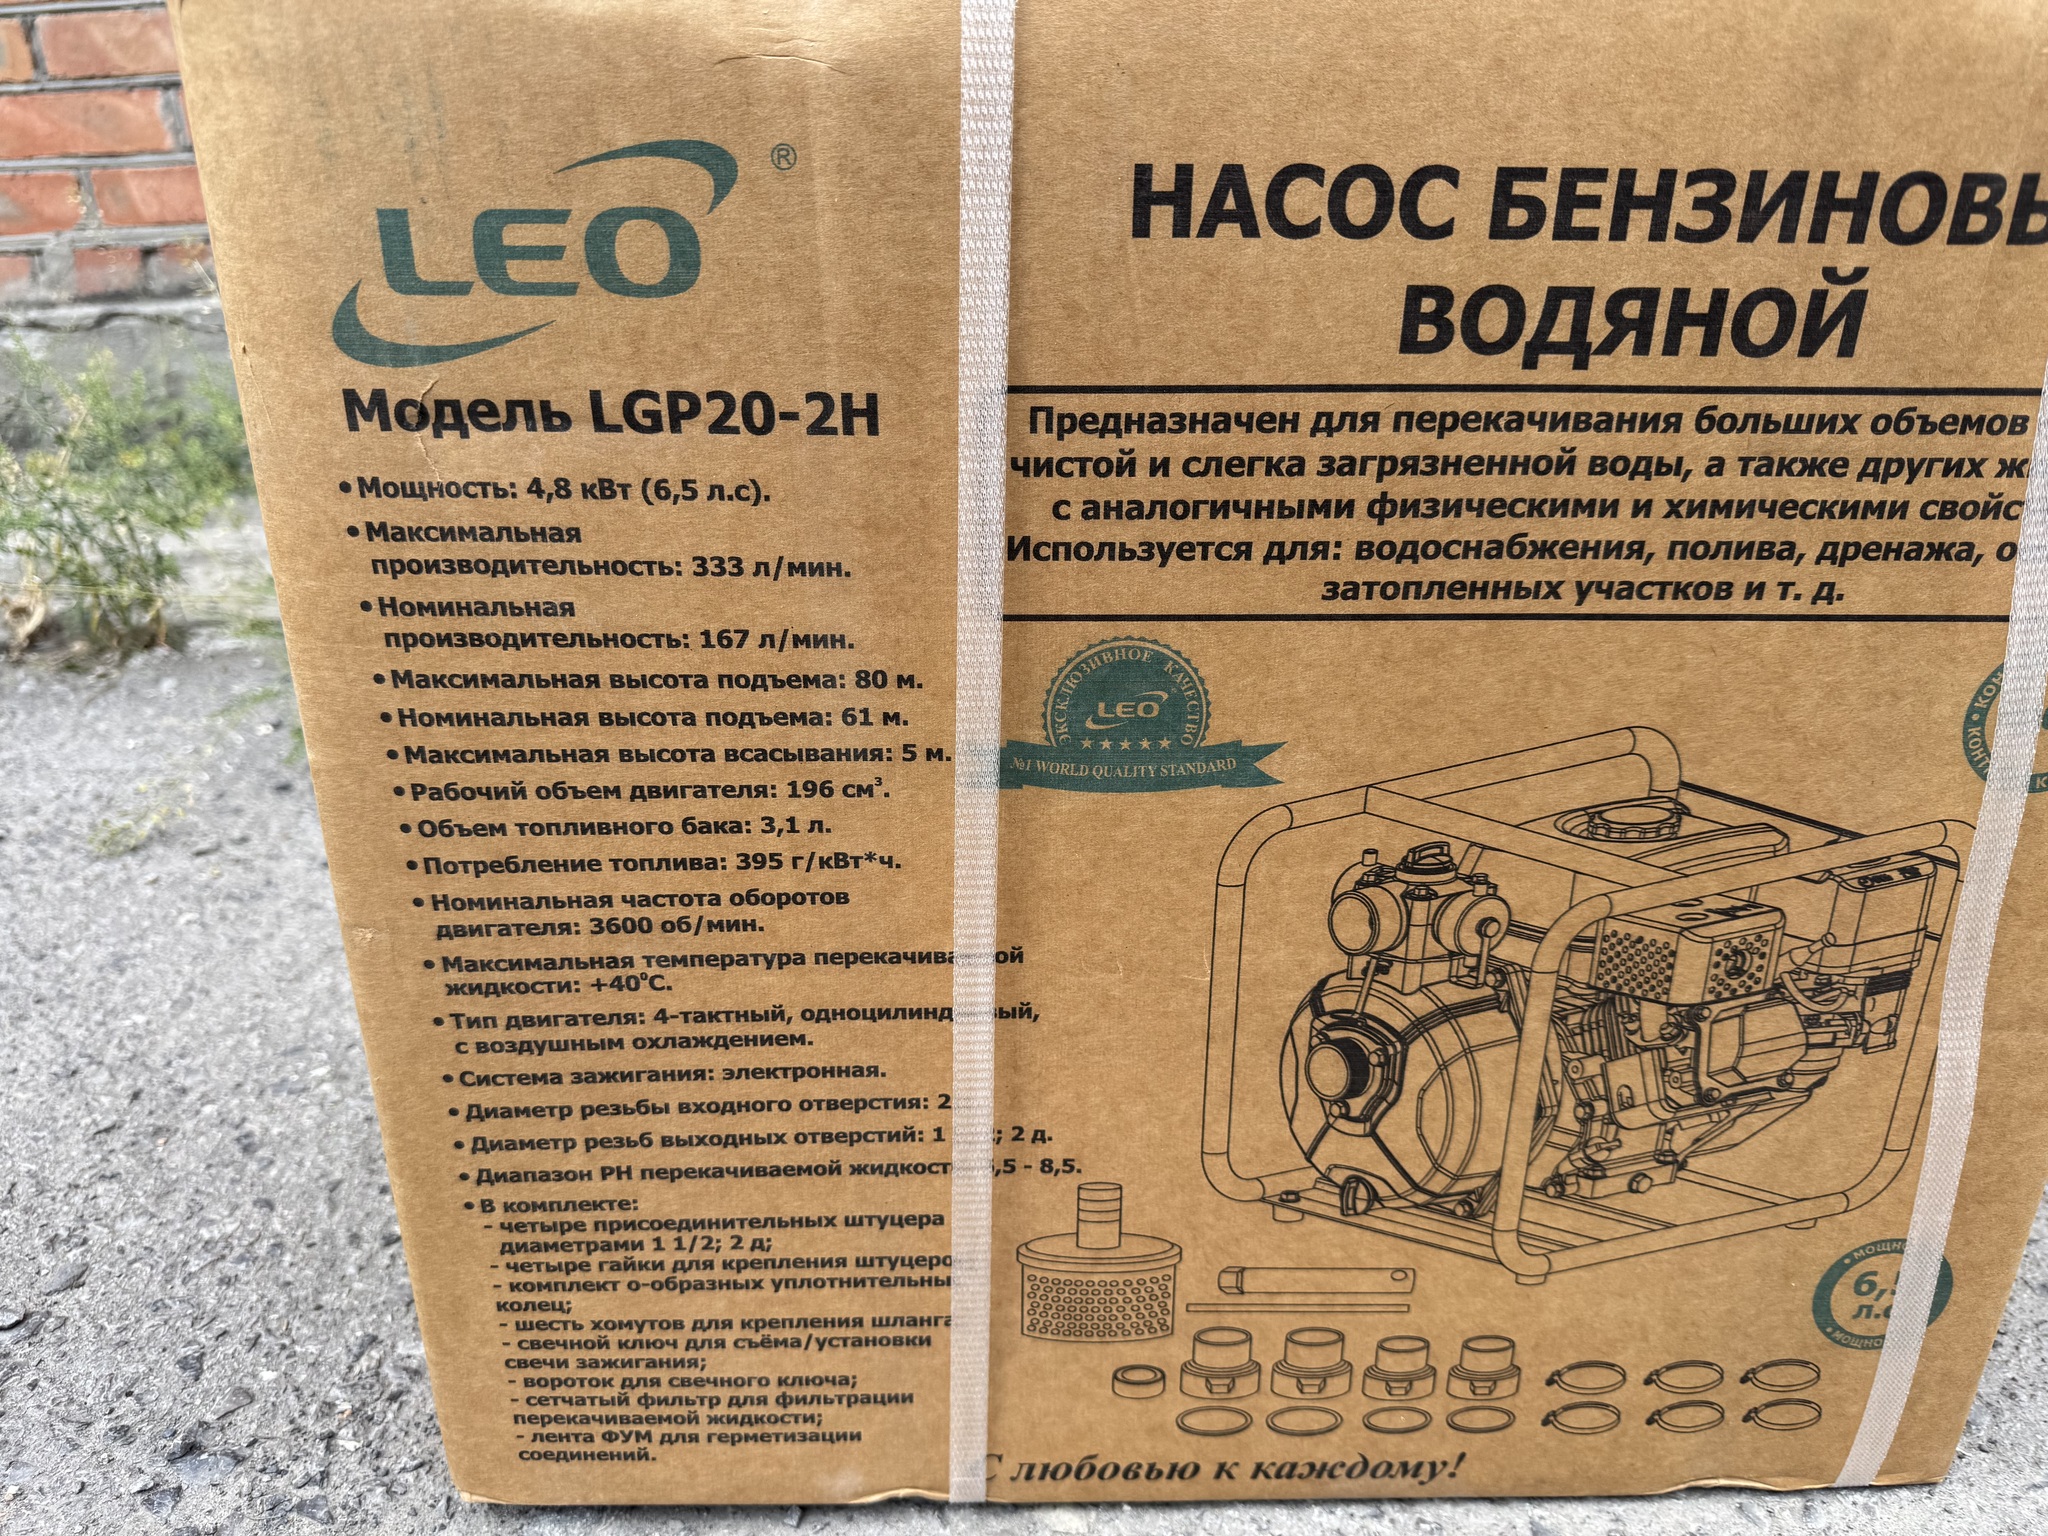 LEO ®
Модель LGP20-2H
• Мощность: 4,8 кВт (6,5 л.с).
• Максимальная
производительность: 333 л/мин.
• Номинальная
производительность: 167 л/мин.
• Максимальная высота подъема: 80 м.
• Номинальная высота подъема: 61 м.
• Максимальная высота всасывания: 5 м.
• Рабочий объем двигателя: 196 см³.
• Объем топливного бака: 3,1 л.
• Потребление топлива: 395 г/кВт*ч.
• Номинальная частота оборотов
двигателя: 3600 об/мин.
• Максимальная температура
жидкости: +40⁰С.
• Тип двигателя: 4-тактный,
с воздушным охлаждением.
• Система зажигания: электронная.
• Диаметр резьбы входного отверстия: 2
• Диаметр резьб выходных отверстий: 1 ; 2 д.
• Диапазон PH перекачиваемой - 8,5.
• В комплекте:
- четыре присоединительных штуцера
диаметрами 1 1/2; 2 д;
- четыре гайки для крепления
- комплект о-образных
колец;
- шесть хомутов для крепления
- свечной ключ для съёма/установки
свечи зажигания;
- вороток для свечного ключа;
- сетчатый фильтр для фильтрации
перекачиваемой жидкости;
- лента ФУМ для герметизации
соединений.
НАСОС БЕНЗИНОВЫ
ВОДЯНОЙ
Предназначен для перекачивания больших объемов
чистой и слегка загрязненной воды, а также других ж
с аналогичными физическими и химическими свойс
Используется для: водоснабжения, полива, дренажа, о
затопленных участков и т. д.
ЭКСКЛЮЗИВНОЕ КАЧЕСТВО
LEO
№1 WORLD QUALITY STANDARD
МОЩНО
6,5
л.с
МОЩНО
С любовью к каждому!